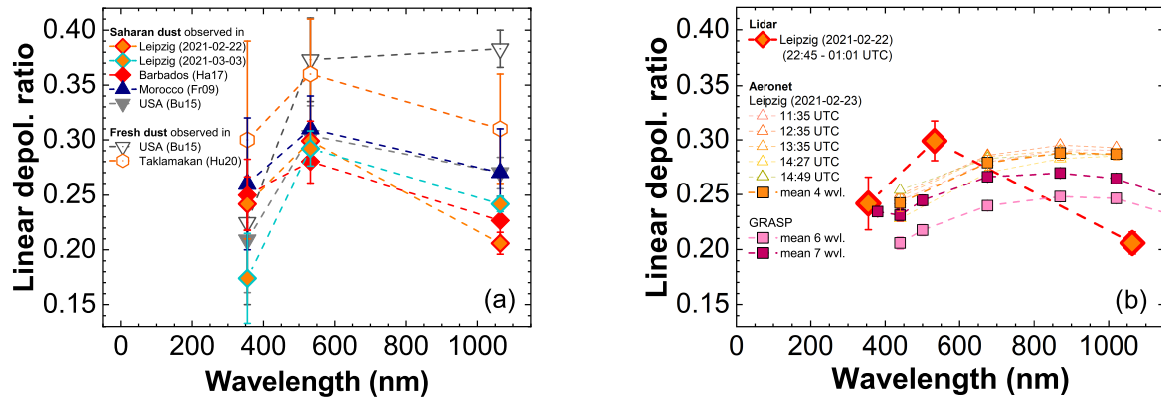 0.40
0.35
0.30
0.25
0.20
0.15
Linear depol. ratio
Saharan dust observed in
Leipzig (2021-02-22)
Leipzig (2021-03-03)
Barbados (Ha17)
Morocco (Fr09)
USA (Bu15)
Fresh dust observed in
USA (Bu15)
Taklamakan (Hu20)
(a)
0 200 400 600 800 1000
Wavelength (nm)
0.40
0.35
0.30
0.25
0.20
0.15
Linear depol. ratio
Lidar
Leipzig (2021-02-22)
(22:45 - 01:01 UTC)
Aeronet
Leipzig (2021-02-23)
11:35 UTC
12:35 UTC
13:35 UTC
14:27 UTC
14:49 UTC
mean 4 wvl.
GRASP
mean 6 wvl.
mean 7 wvl.
(b)
200 400 600 800 1000
Wavelength (nm)